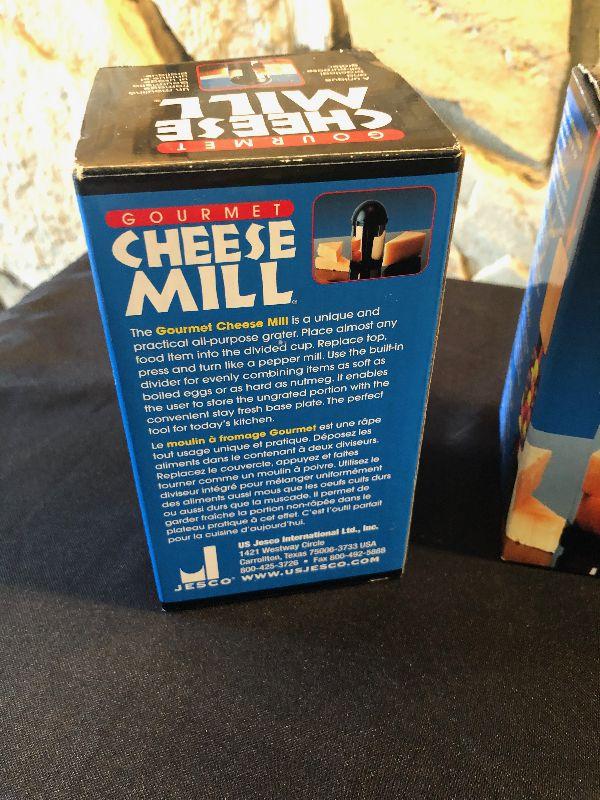 GOURMET
CHEESE
MILL
GOURMET
CHEESE
MILL
The Gourmet Cheese Mill is a unique and
practical all-purpose grater. Place almost any
food item into the divided cup. Replace top,
press and turn like a pepper mill. Use the built-in
divider for evenly combining items as soft as
boiled eggs or as hard as nutmeg. It enables
the user to store the ungrated portion with the
convenient stay fresh base plate. The perfect
tool for today's kitchen.
Le moulin à fromage Gourmet est une râpe
tout usage unique et pratique. Déposez les
aliments dans le contenant à deux diviseurs.
Replacez le couvercle, appuyez et faites
tourner comme un moulin à poivre. Utilisez le
diviseur intégré pour mélanger uniformément
des aliments aussi mous que les oeufs cuits durs
ou aussi durs que la muscade. Il permet de
garder fraîche la portion non-râpée dans le
plateau pratique à cet effet. C'est l'outil parfait
pour la cuisine d'aujourd'hui.
US Jesco International Ltd., Inc.
1421 Westway Circle
Carrollton, Texas 75006-3733 USA
800-425-3726 • Fax 800-492-5868
JESCO® WWW.USJESCO.COM